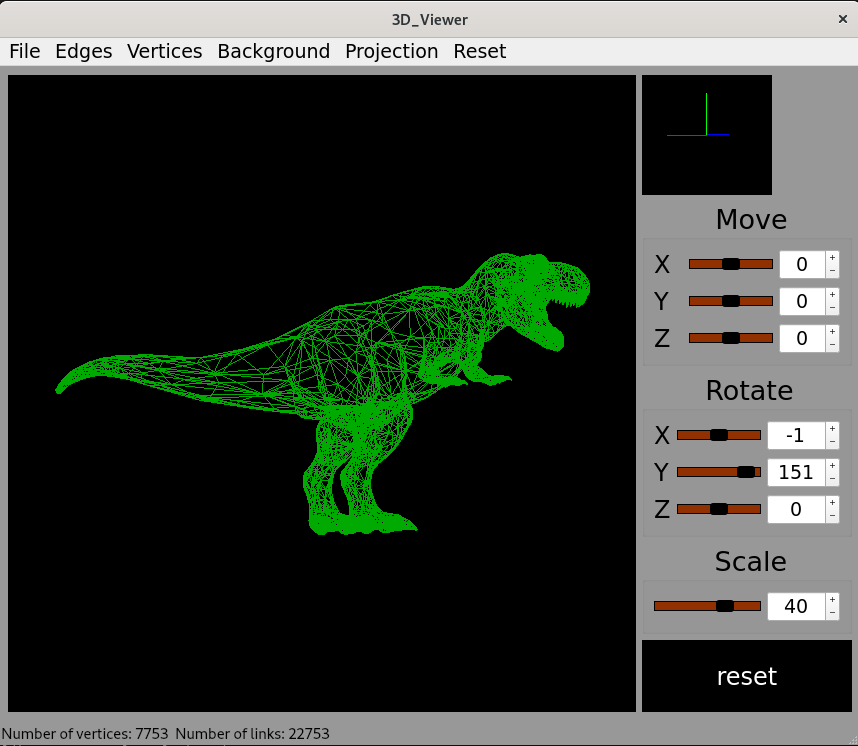 3D_Viewer
×
File Edges Vertices Background Projection Reset
Move
X 0 + −
Y 0 + −
Z 0 + −
Rotate
X -1 + −
Y 151 + −
Z 0 + −
Scale
40 + −
reset
Number of vertices: 7753 Number of links: 22753